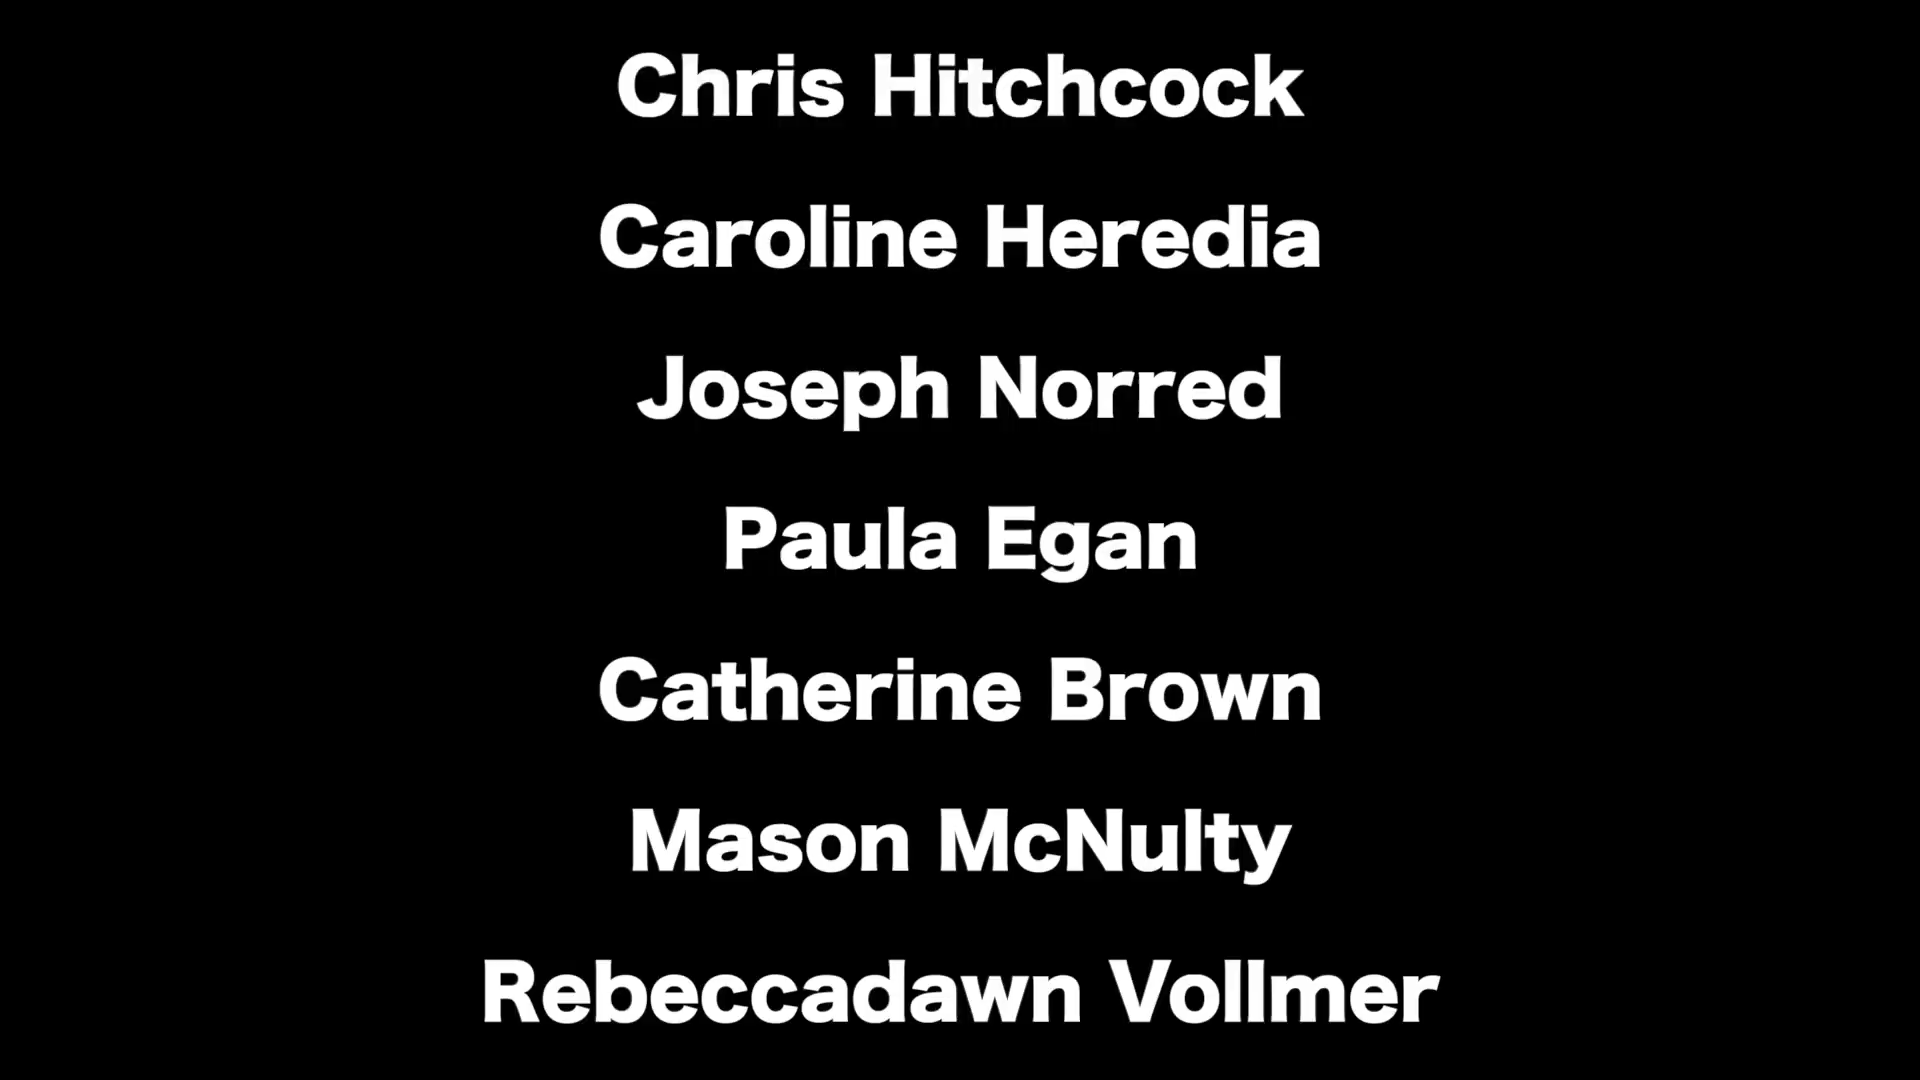 Chris Hitchcock
Caroline Heredia
Joseph Norred
Paula Egan
Catherine Brown
Mason McNulty
Rebeccadawn Vollmer